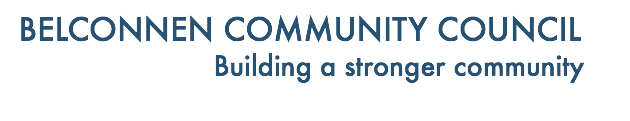 BELCONNEN COMMUNITY COUNCIL
Building a stronger community